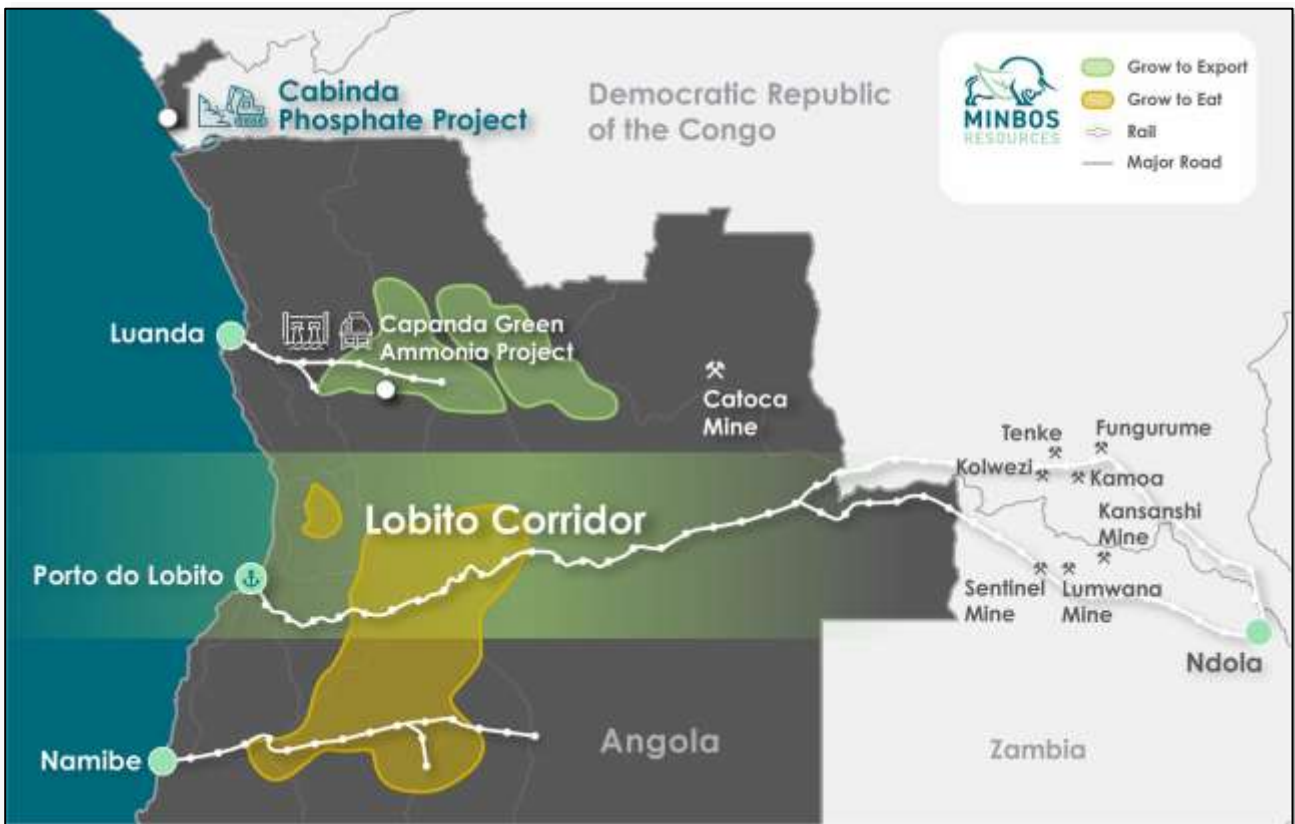 Cabinda
Phosphate Project
Democratic Republic
of the Congo
MINBOS
RESOURCES
Grow to Export
Grow to Eat
Rail
Major Road
Luanda
Capanda Green
Ammonia Project
Catoca
Mine
Tenke
Fungurume
Kolwezi
Kamoa
Kansanshi
Mine
Lobito Corridor
Porto do Lobito
Sentinel
Mine
Lumwana
Mine
Ndola
Namibe
Angola
Zambia